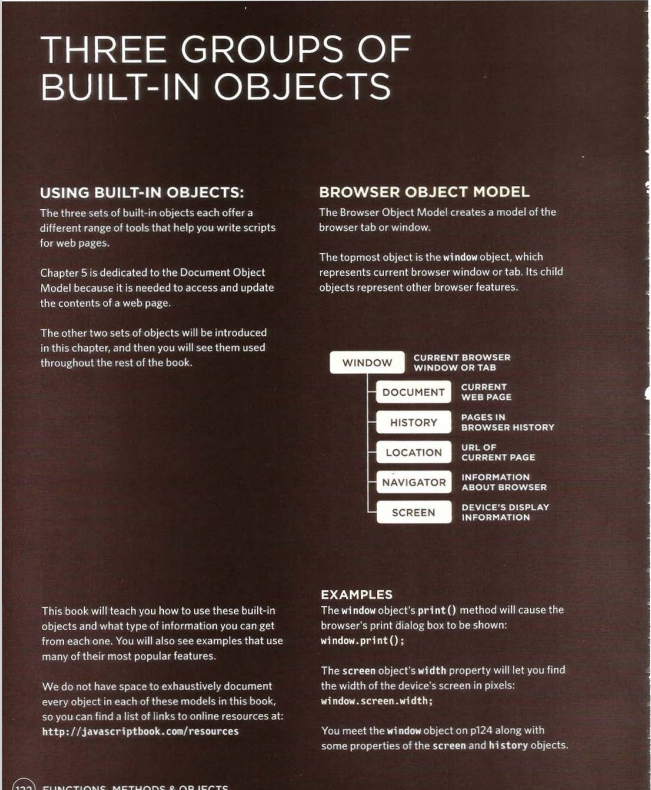 THREE GROUPS OF
BUILT-IN OBJECTS
USING BUILT-IN OBJECTS:
The three sets of built-in objects each offer a
different range of tools that help you write scripts
for web pages.
Chapter 5 is dedicated to the Document Object
Model because it is needed to access and update
the contents of a web page.
The other two sets of objects will be introduced
in this chapter, and then you will see them used
throughout the rest of the book.
This book will teach you how to use these built-in
objects and what type of information you can get
from each one. You will also see examples that use
many of their most popular features.
We do not have space to exhaustively document
every object in each of these models in this book,
so you can find a list of links to online resources at:
http://javascriptbook.com/resources
BROWSER OBJECT MODEL
The Browser Object Model creates a model of the
browser tab or window.
The topmost object is the window object, which
represents current browser window or tab. Its child
objects represent other browser features.
WINDOW
CURRENT BROWSER
WINDOW OR TAB
DOCUMENT
CURRENT
WEB PAGE
HISTORY
PAGES IN
BROWSER HISTORY
LOCATION
URL OF
CURRENT PAGE
NAVIGATOR
INFORMATION
ABOUT BROWSER
SCREEN
DEVICE'S DISPLAY
INFORMATION
EXAMPLES
The window object's print() method will cause the
browser's print dialog box to be shown:
window.print();
The screen object's width property will let you find
the width of the device's screen in pixels:
window.screen.width;
You meet the window object on p124 along with
some properties of the screen and history objects.
122 FUNCTIONS, METHODS & OBJECTS